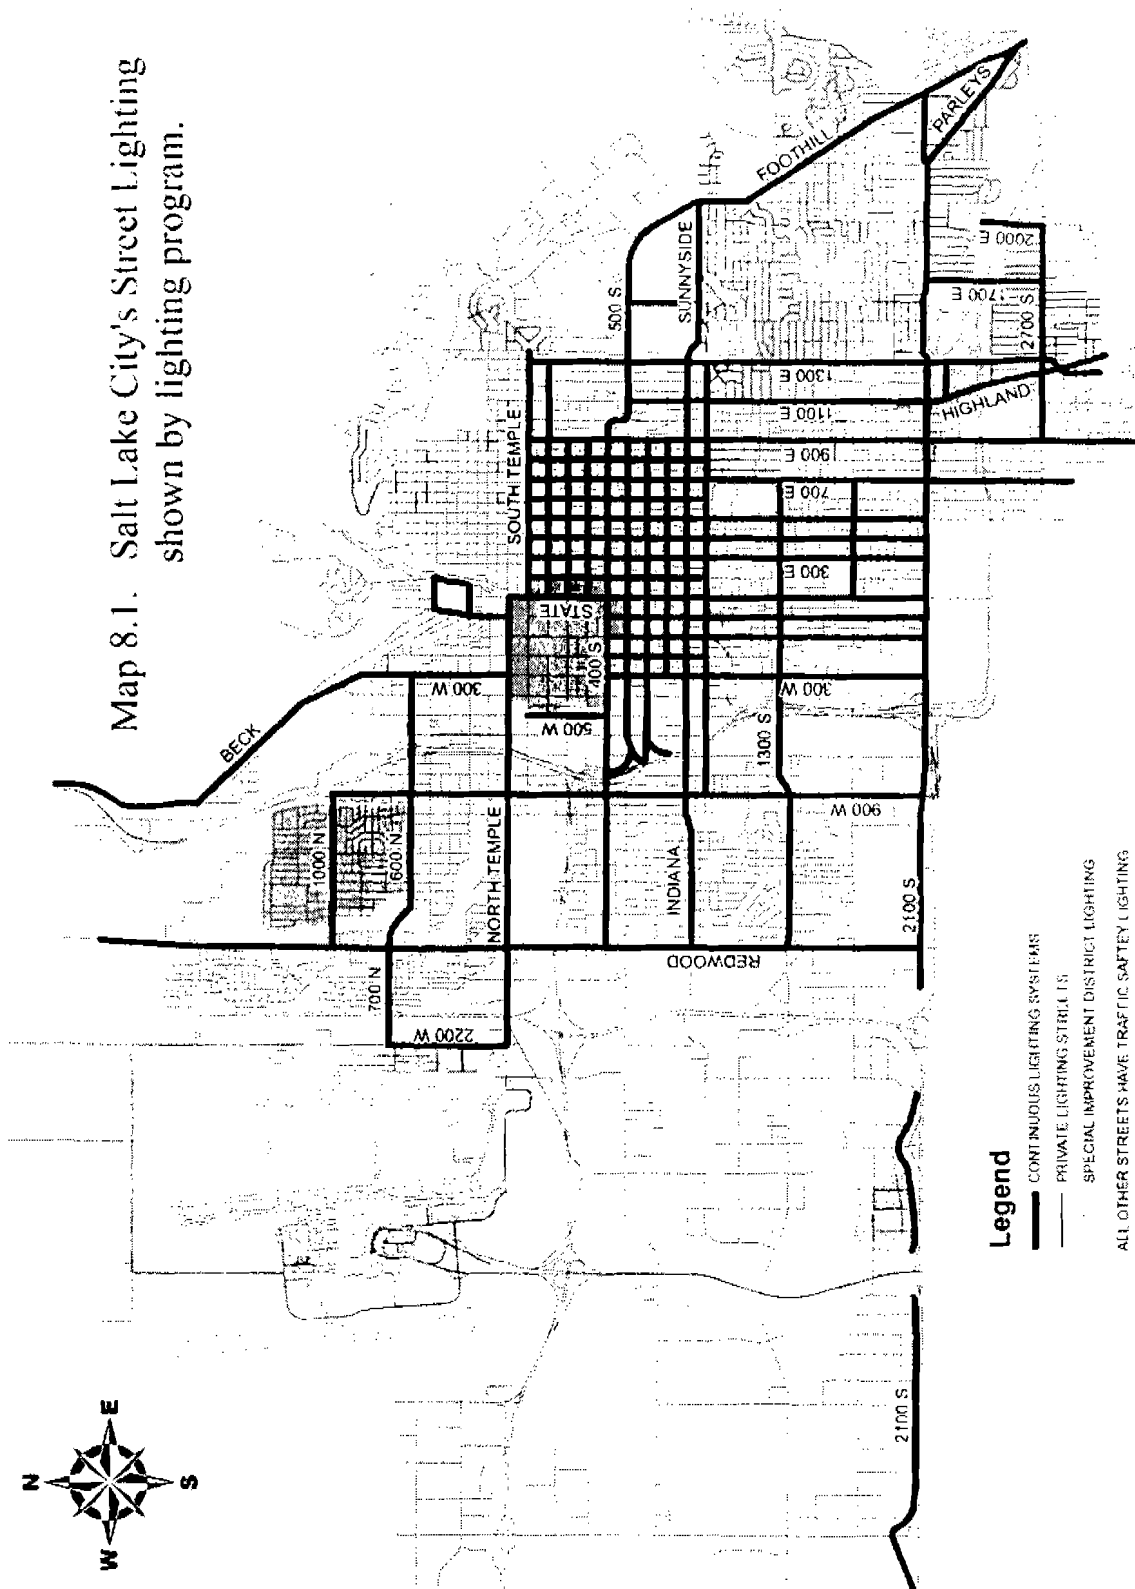 Map 8.1. Salt Lake City's Street Lighting
shown by lighting program.
N
W
E
S
BECK
1000 N
600 N
700 N
2200 W
NORTH TEMPLE
300 W
500 W
400 S
STATE
SOUTH TEMPLE
500 S
SUNNYSIDE
FOOTHILL
PARLEYS
2000 E
1700 E
2700 S
HIGHLAND
1300 E
1100 E
900 E
700 E
300 E
300 W
1300 S
900 W
INDIANA
REDWOOD
2100 S
2100 S
Legend
CONTINUOUS LIGHTING SYSTEMS
PRIVATE LIGHTING STREETS
SPECIAL IMPROVEMENT DISTRICT LIGHTING
ALL OTHER STREETS HAVE TRAFFIC SAFTEY LIGHTING